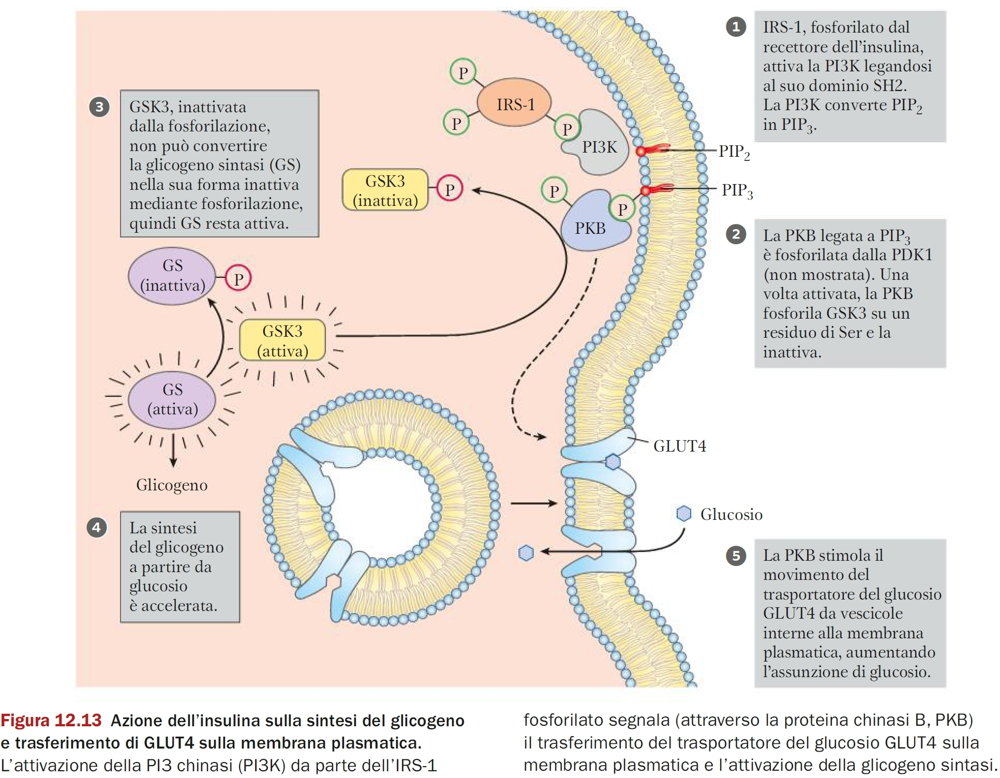 1
IRS-1, fosforilato dal
recettore dell’insulina,
attiva la PI3K legandosi
al suo dominio SH2.
La PI3K converte PIP₂
in PIP₃.
P
IRS-1
P
P
PI3K
PIP₂
3
GSK3, inattivata
dalla fosforilazione,
non può convertire
la glicogeno sintasi (GS)
nella sua forma inattiva
mediante fosforilazione,
quindi GS resta attiva.
GSK3
(inattiva)
P
P
P
PKB
PIP₃
2
La PKB legata a PIP₃
è fosforilata dalla PDK1
(non mostrata). Una
volta attivata, la PKB
fosforila GSK3 su un
residuo di Ser e la
inattiva.
GS
(inattiva)
P
GSK3
(attiva)
GS
(attiva)
Glicogeno
GLUT4
Glucosio
4
La sintesi
del glicogeno
a partire da
glucosio
è accelerata.
5
La PKB stimola il
movimento del
trasportatore del glucosio
GLUT4 da vescicole
interne alla membrana
plasmatica, aumentando
l’assunzione di glucosio.
Figura 12.13 Azione dell’insulina sulla sintesi del glicogeno
e trasferimento di GLUT4 sulla membrana plasmatica.
L’attivazione della PI3 chinasi (PI3K) da parte dell’IRS-1
fosforilato segnala (attraverso la proteina chinasi B, PKB)
il trasferimento del trasportatore del glucosio GLUT4 sulla
membrana plasmatica e l’attivazione della glicogeno sintasi.